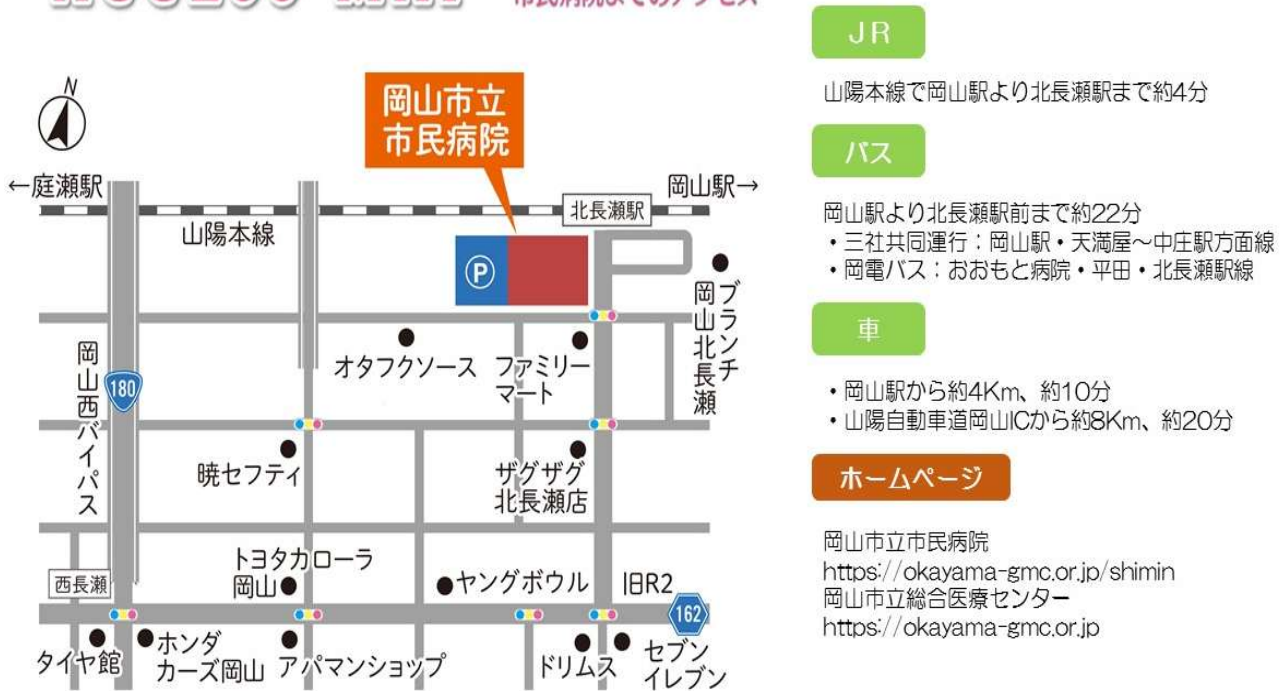 市民病院までのアクセス
N
岡山市立
市民病院
←庭瀬駅
岡山駅→
北長瀬駅
山陽本線
P
岡山西バイパス
180
オタフクソース
ファミリー
マート
ブランチ
岡山北長瀬
暁セフティ
ザグザグ
北長瀬店
トヨタカローラ
岡山
ヤングボウル
旧R2
西長瀬
162
タイヤ館
ホンダ
カーズ岡山
アパマンショップ
ドリムス
セブン
イレブン
JR
山陽本線で岡山駅より北長瀬駅まで約4分
バス
岡山駅より北長瀬駅前まで約22分
・三社共同運行：岡山駅・天満屋～中庄駅方面線
・岡電バス：おおもと病院・平田・北長瀬駅線
車
・岡山駅から約4Km、約10分
・山陽自動車道岡山ICから約8Km、約20分
ホームページ
岡山市立市民病院
https://okayama-gmc.or.jp/shimin
岡山市立総合医療センター
https://okayama-gmc.or.jp